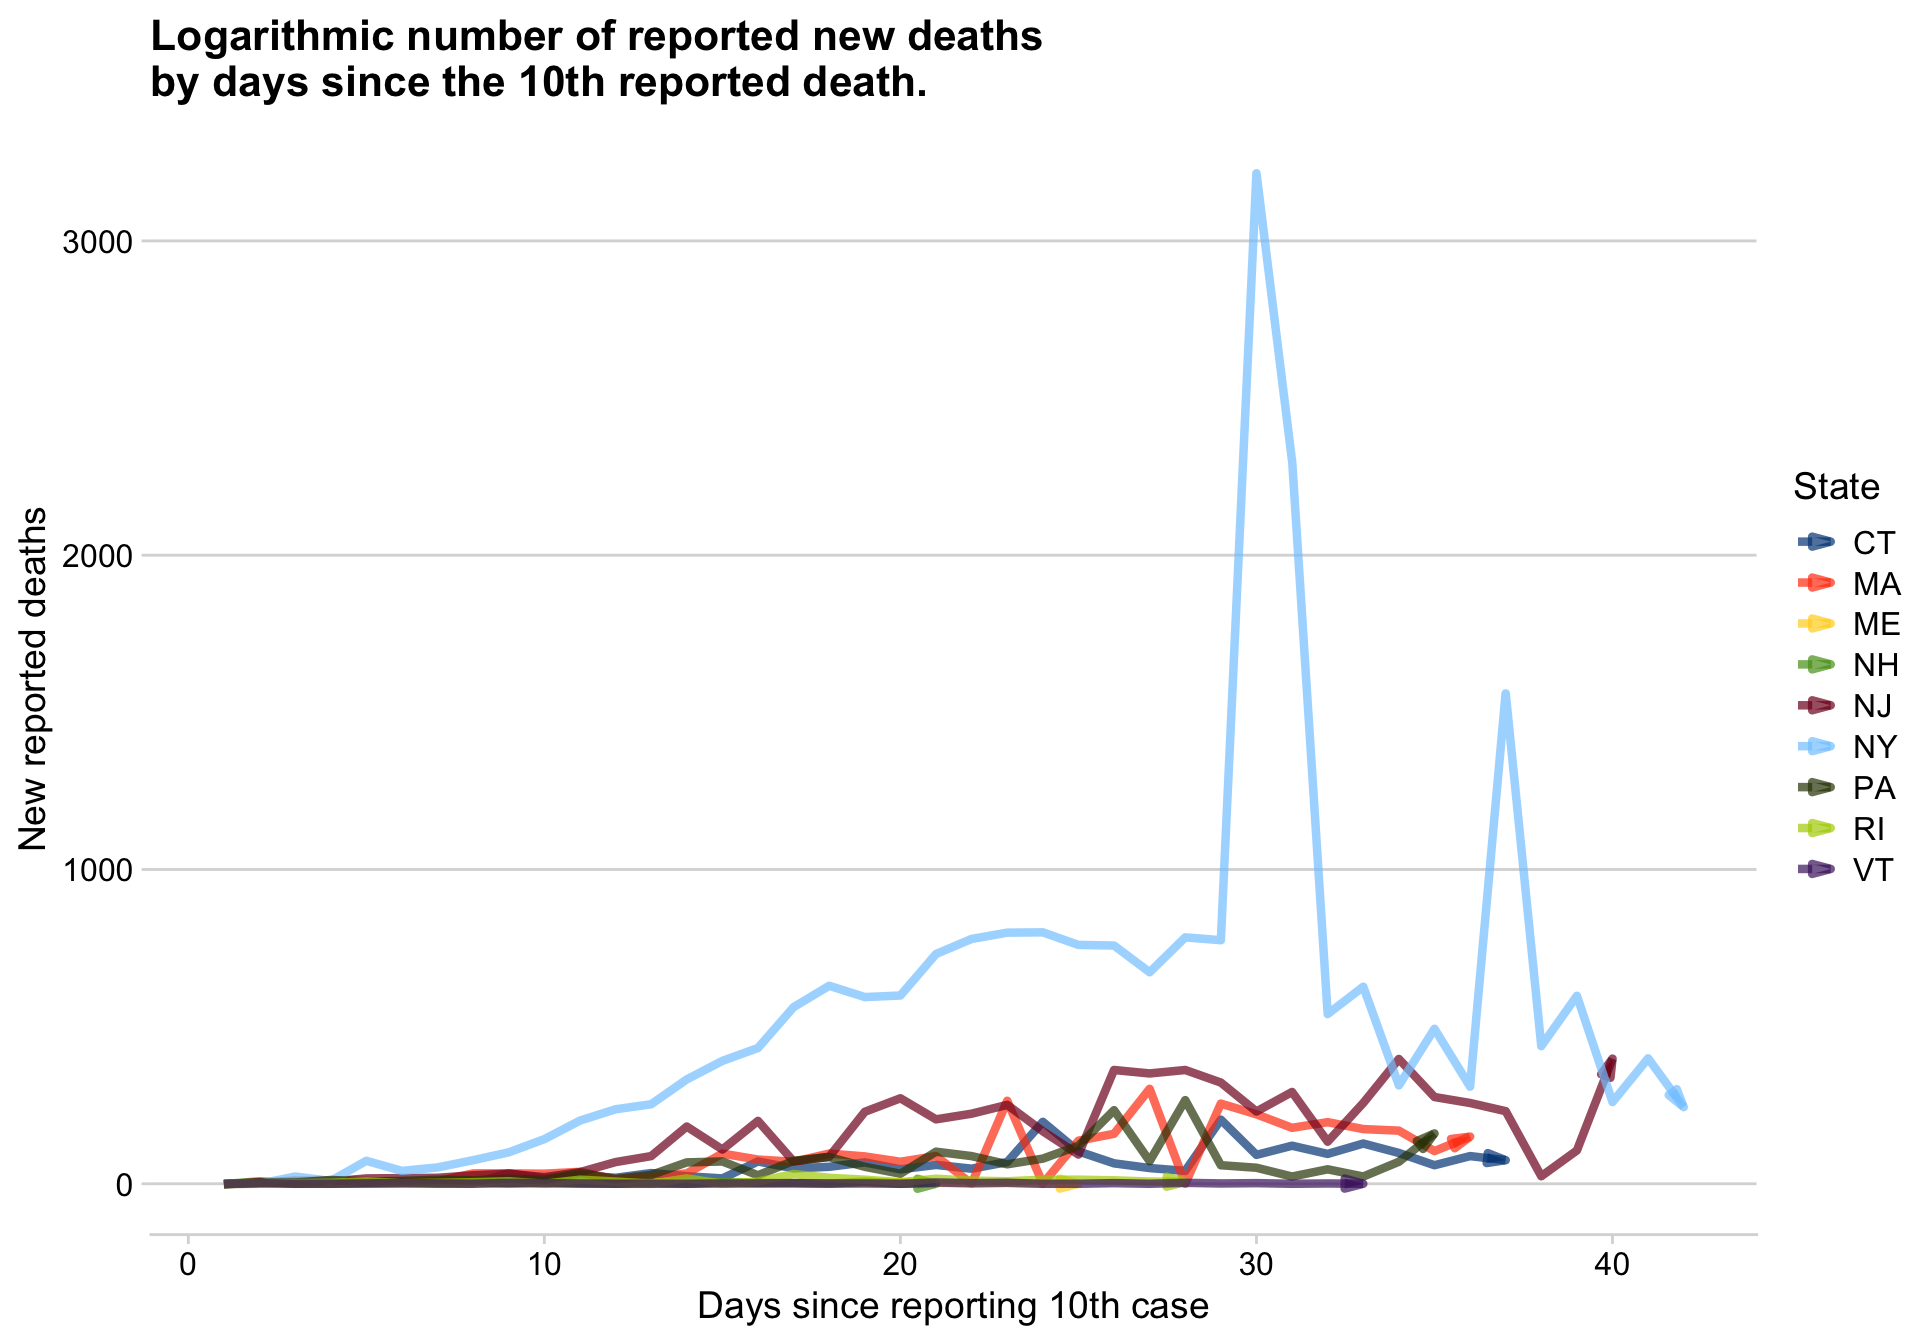 Logarithmic number of reported new deaths
by days since the 10th reported death.
New reported deaths
3000
2000
1000
0
0 10 20 30 40
Days since reporting 10th case
State
CT
MA
ME
NH
NJ
NY
PA
RI
VT